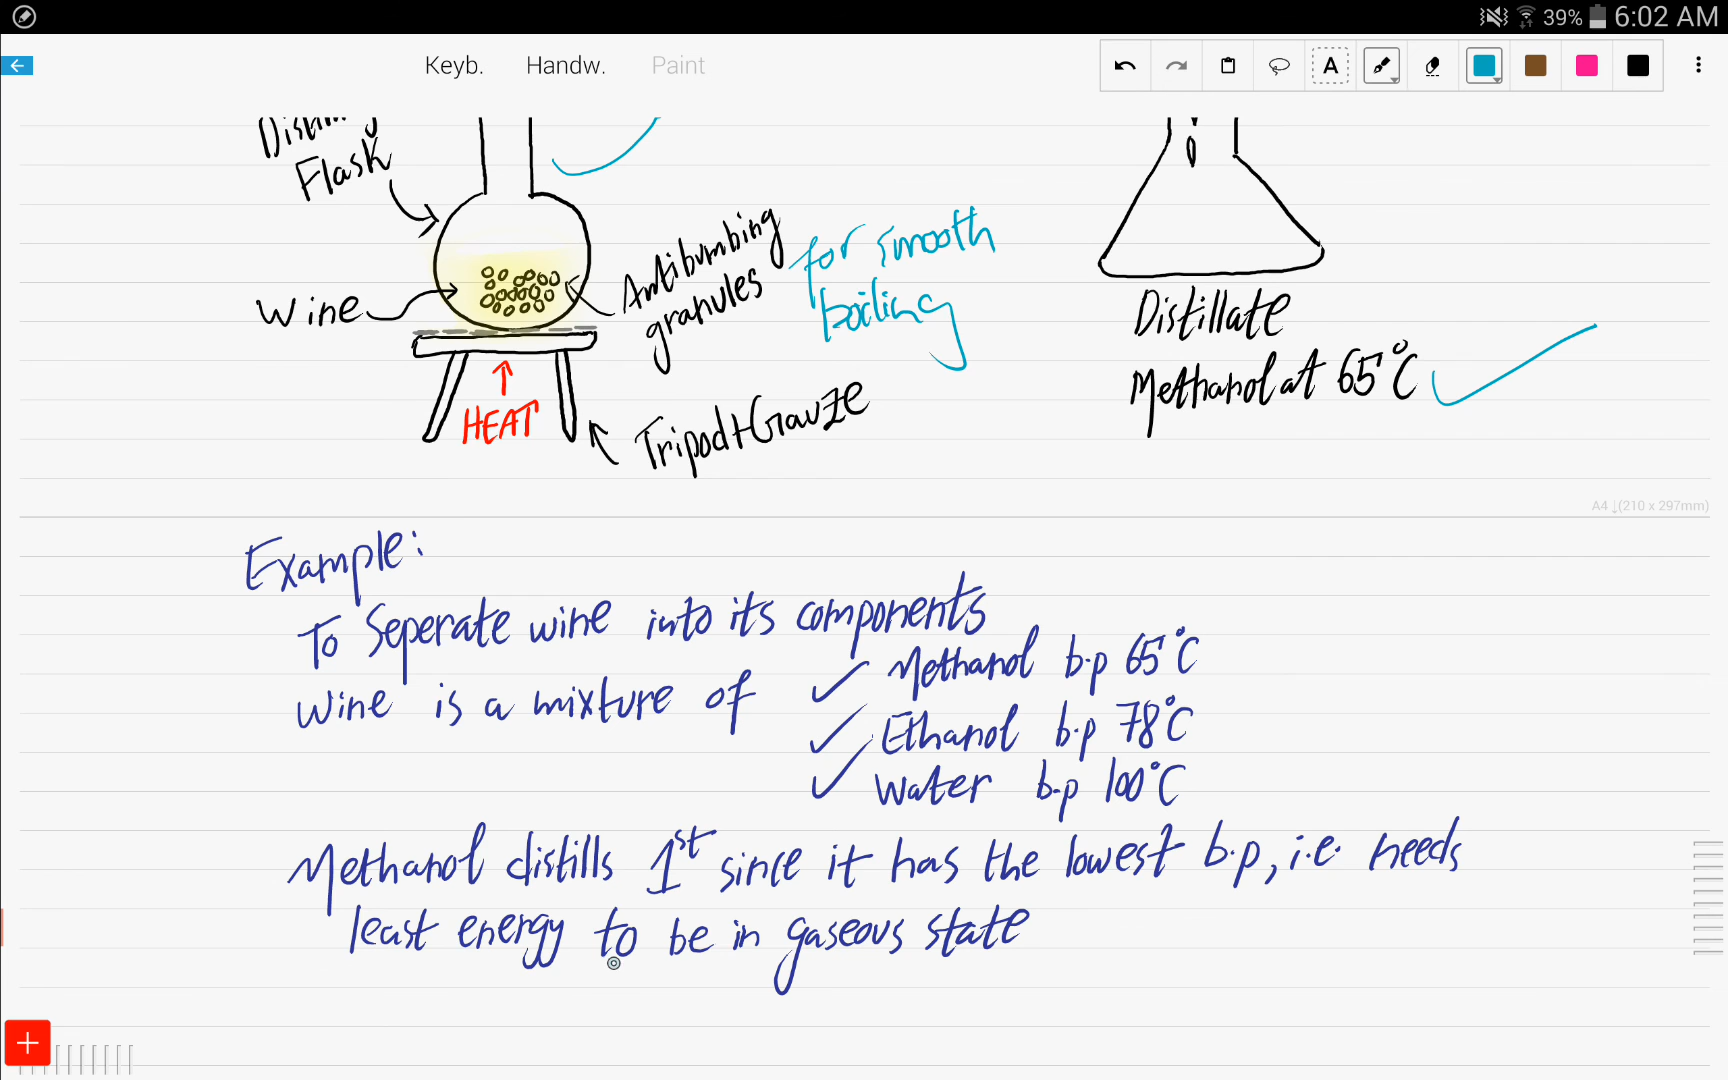 39% 6:02 AM
Keyb. Handw. Paint
A
Flask
Wine
Antibumbing
granules
for smooth
boiling
HEAT
Tripod+Grauze
Distillate
Methanol at 65°C
A4 ↓(210 x 297mm)
Example:
To Seperate wine into its components
wine is a mixture of ✓ Methanol b.p 65°C
✓ Ethanol b.p 78°C
✓ Water b.p 100°C
Methanol distills 1st since it has the lowest b.p, i.e. needs
least energy to be in gaseous state